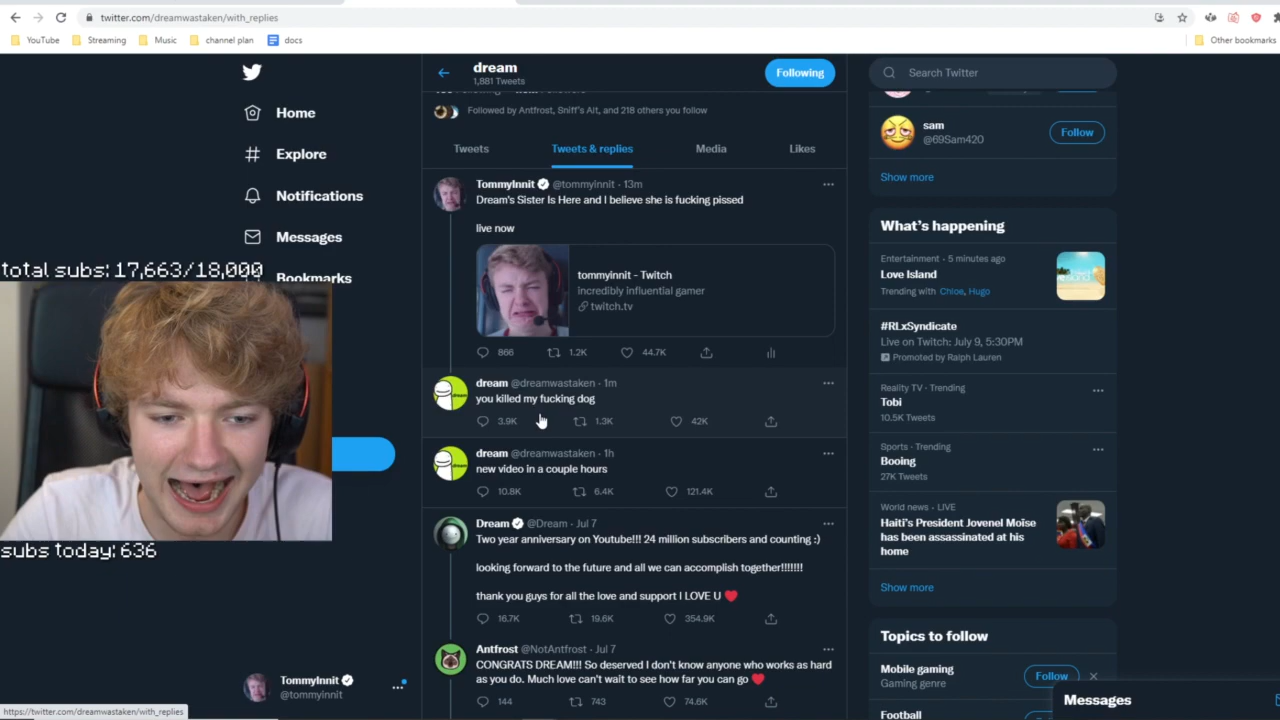 twitter.com/dreamwastaken/with_replies
YouTube
Streaming
Music
channel plan
docs
Other bookmarks
Home
Explore
Notifications
Messages
Bookmarks
total subs: 17,663/18,000
subs today: 636
TommyInnit
@tommyinnit
https://twitter.com/dreamwastaken/with_replies
dream
1,881 Tweets
Following
Followed by Antfrost, Sniff's Alt, and 218 others you follow
Tweets
Tweets & replies
Media
Likes
TommyInnit @tommyinnit · 13m
Dream's Sister Is Here and I believe she is fucking pissed
live now
tommyinnit - Twitch
incredibly influential gamer
twitch.tv
866 1.2K 44.7K
dream @dreamwastaken · 1m
you killed my fucking dog
3.9K 1.3K 42K
dream @dreamwastaken · 1h
new video in a couple hours
10.8K 6.4K 121.4K
Dream @Dream · Jul 7
Two year anniversary on Youtube!!! 24 million subscribers and counting :)
looking forward to the future and all we can accomplish together!!!!!!!
thank you guys for all the love and support I LOVE U ❤️
16.7K 19.6K 354.9K
Antfrost @NotAntfrost · Jul 7
CONGRATS DREAM!!! So deserved I don't know anyone who works as hard
as you do. Much love can't wait to see how far you can go ❤️
144 743 74.6K
Search Twitter
sam
@69Sam420
Follow
Show more
What's happening
Entertainment · 5 minutes ago
Love Island
Trending with Chloe, Hugo
#RLxSyndicate
Live on Twitch: July 9, 5:30PM
Promoted by Ralph Lauren
Reality TV · Trending
Tobi
10.5K Tweets
Sports · Trending
Booing
27K Tweets
World news · LIVE
Haiti's President Jovenel Moïse
has been assassinated at his
home
Show more
Topics to follow
Mobile gaming
Gaming genre
Follow
Football
Messages